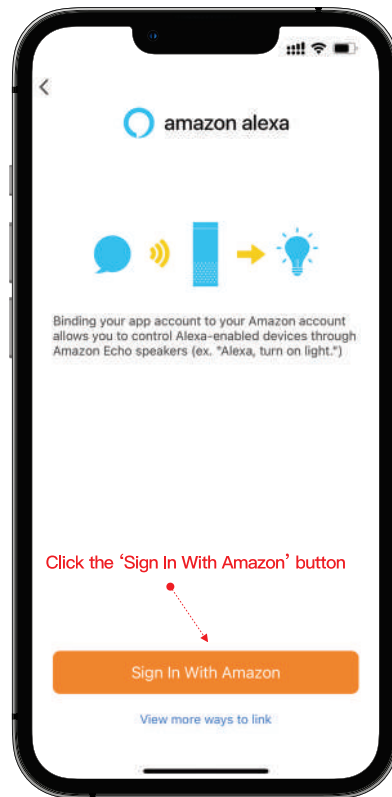 amazon alexa
Binding your app account to your Amazon account
allows you to control Alexa-enabled devices through
Amazon Echo speakers (ex. "Alexa, turn on light.")
Click the ‘Sign In With Amazon’ button
Sign In With Amazon
View more ways to link